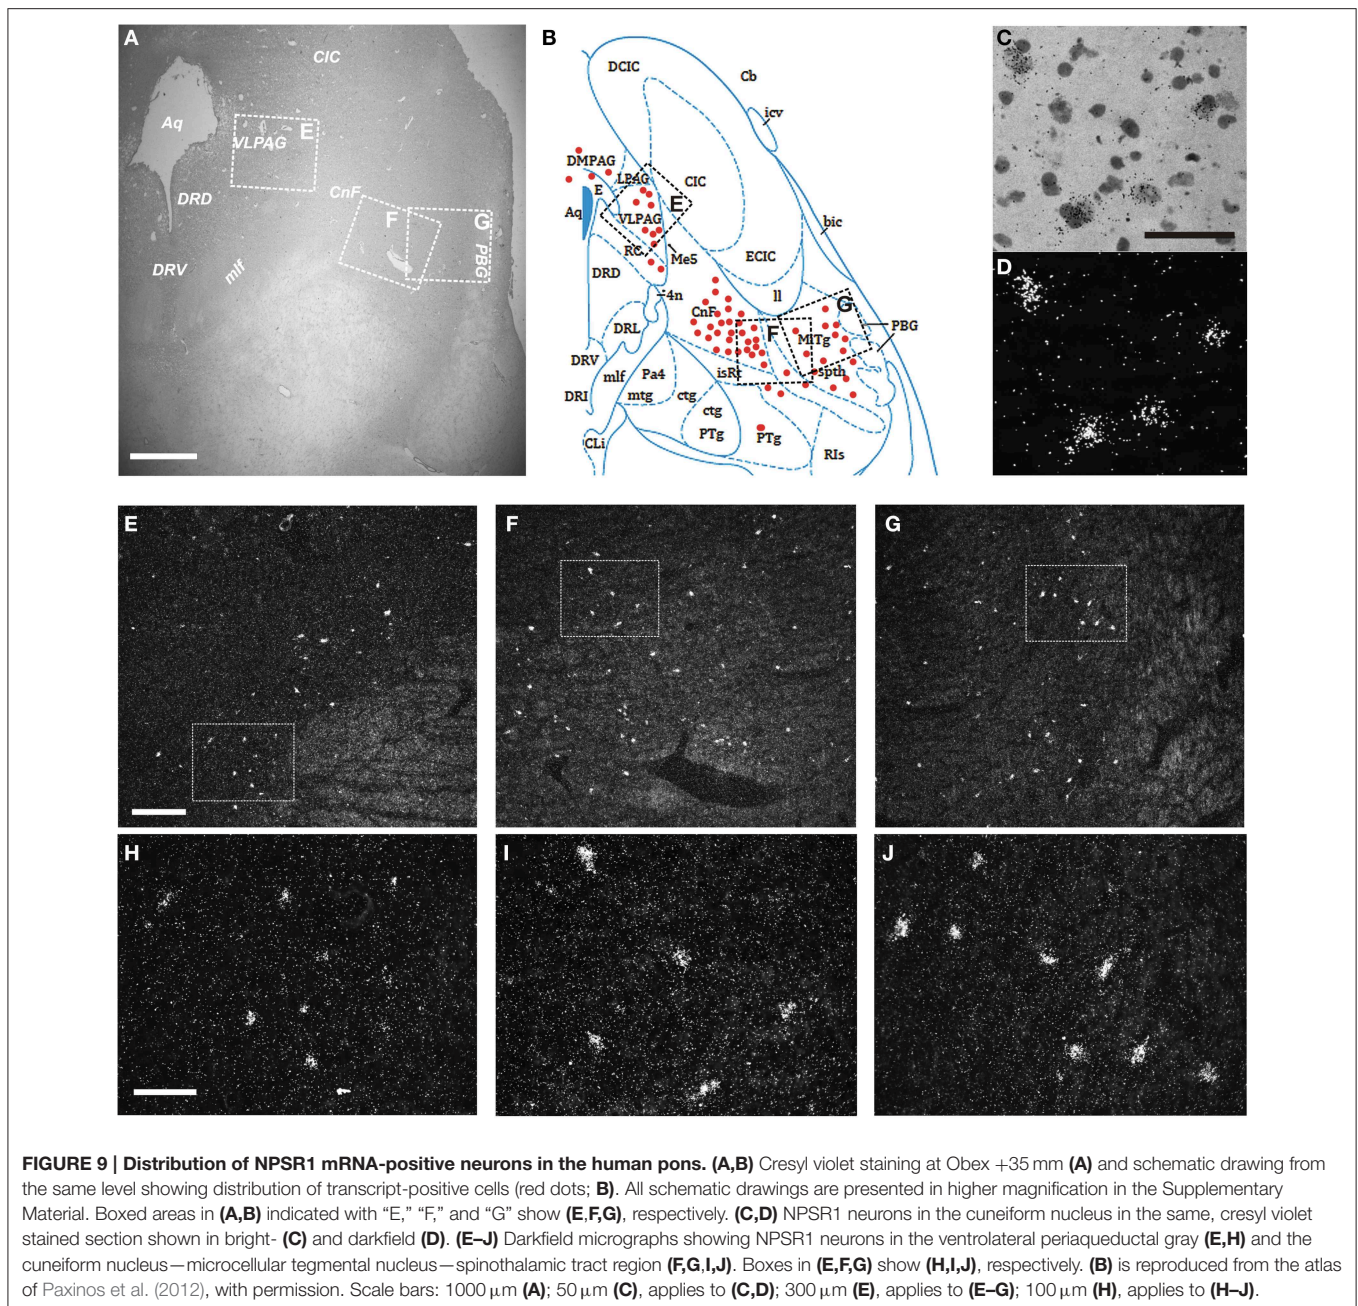 A
CIC
Aq
VLPAG
E
DRD
CnF
F
G
PBG
DRV
mlf
B
DCIC
Cb
icv
DMPAG
LPAG
CIC
E
E
Aq
VLPAG
bic
RC
Me5
ECIC
DRD
4n
ll
CnF
G
PBG
DRL
F
MiTg
DRV
isRt
spth
mlf
Pa4
DRI
mtg
ctg
ctg
PTg
PTg
CLi
RIs
C
D
E
F
G
H
I
J
FIGURE 9 | Distribution of NPSR1 mRNA-positive neurons in the human pons. (A,B) Cresyl violet staining at Obex +35 mm (A) and schematic drawing from
the same level showing distribution of transcript-positive cells (red dots; B). All schematic drawings are presented in higher magnification in the Supplementary
Material. Boxed areas in (A,B) indicated with “E,” “F,” and “G” show (E,F,G), respectively. (C,D) NPSR1 neurons in the cuneiform nucleus in the same, cresyl violet
stained section shown in bright- (C) and darkfield (D). (E–J) Darkfield micrographs showing NPSR1 neurons in the ventrolateral periaqueductal gray (E,H) and the
cuneiform nucleus—microcellular tegmental nucleus—spinothalamic tract region (F,G,I,J). Boxes in (E,F,G) show (H,I,J), respectively. (B) is reproduced from the atlas
of Paxinos et al. (2012), with permission. Scale bars: 1000 µm (A); 50 µm (C), applies to (C,D); 300 µm (E), applies to (E–G); 100 µm (H), applies to (H–J).